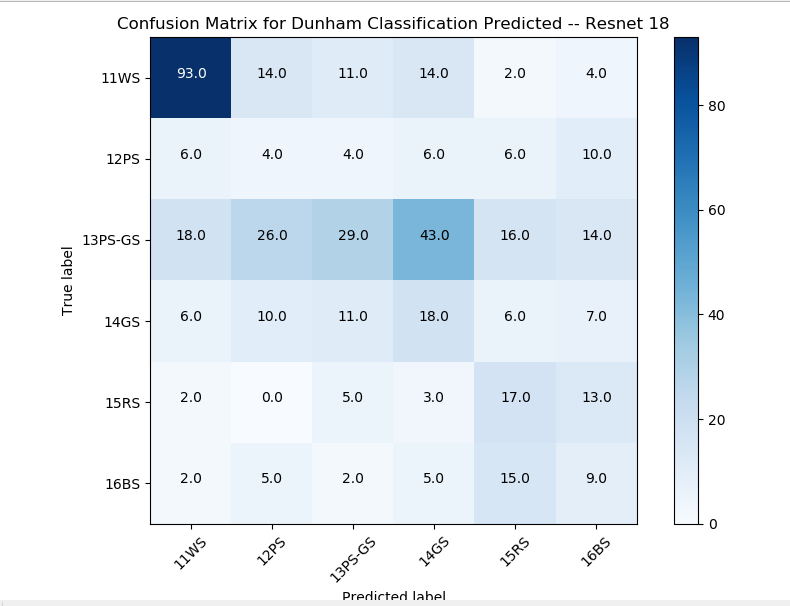 Confusion Matrix for Dunham Classification Predicted -- Resnet 18
11WS 93.0 14.0 11.0 14.0 2.0 4.0
12PS 6.0 4.0 4.0 6.0 6.0 10.0
13PS-GS 18.0 26.0 29.0 43.0 16.0 14.0
14GS 6.0 10.0 11.0 18.0 6.0 7.0
15RS 2.0 0.0 5.0 3.0 17.0 13.0
16BS 2.0 5.0 2.0 5.0 15.0 9.0
True label
11WS 12PS 13PS-GS 14GS 15RS 16BS
Predicted label
80
60
40
20
0